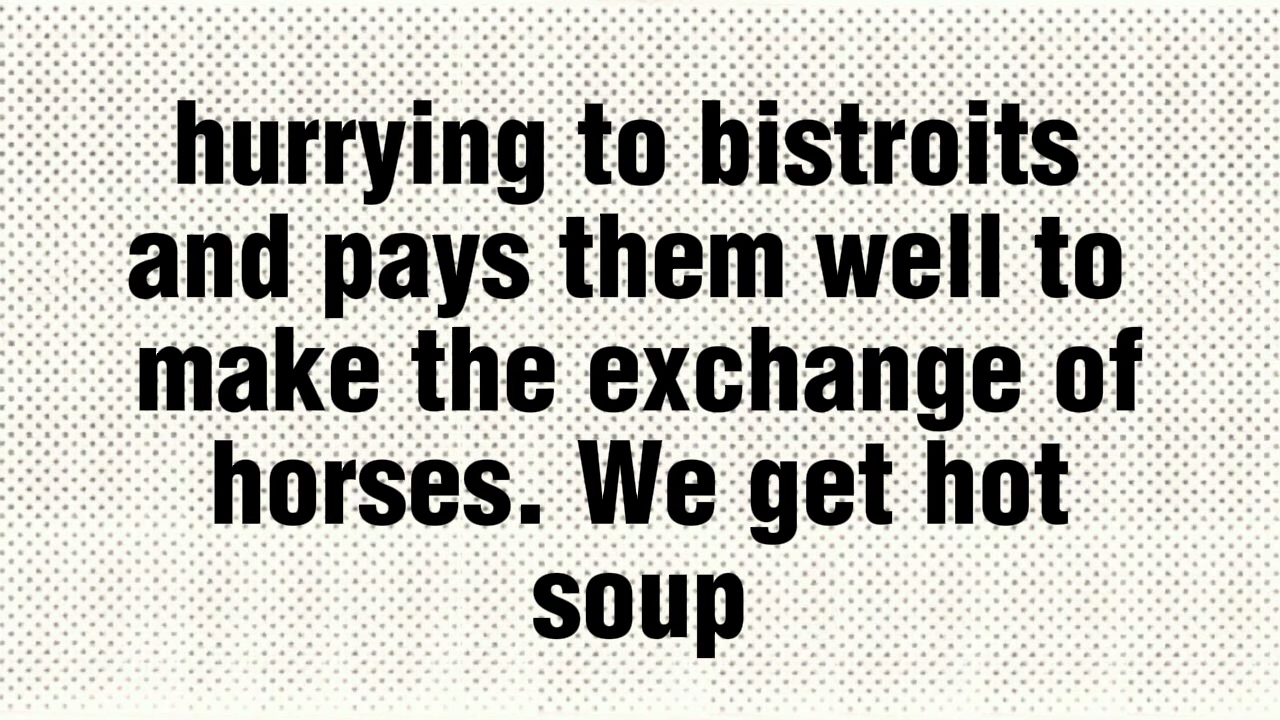 hurrying to bistroits
and pays them well to
make the exchange of
horses. We get hot
soup